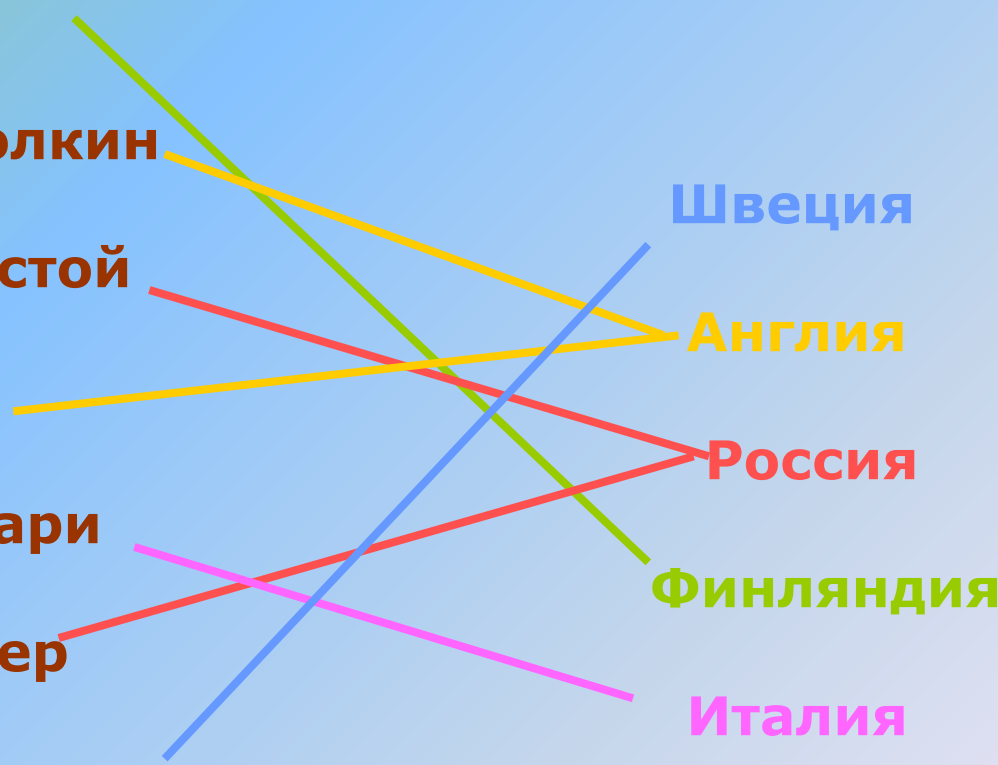 олкин
Швеция
стой
Англия
Россия
ари
Финляндия
ер
Италия